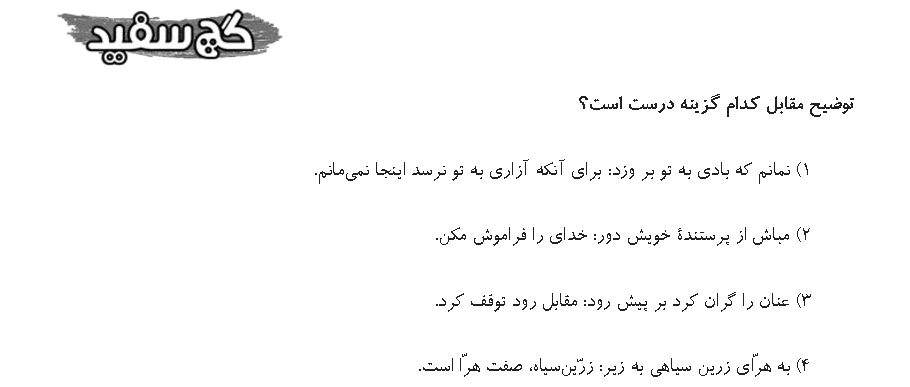 گچ سفید
توضیح مقابل کدام گزینه درست است؟
۱) نمانم که بادی به تو بر وزد: برای آنکه آزاری به تو نرسد اینجا نمی‌مانم.
۲) مباش از پرستندهٔ خویش دور: خدای را فراموش مکن.
۳) عنان را گران کرد بر پیش رود: مقابل رود توقف کرد.
۴) به هرّای زرین سیاهی به زیر: زرّین‌سیاه، صفت هرّا است.